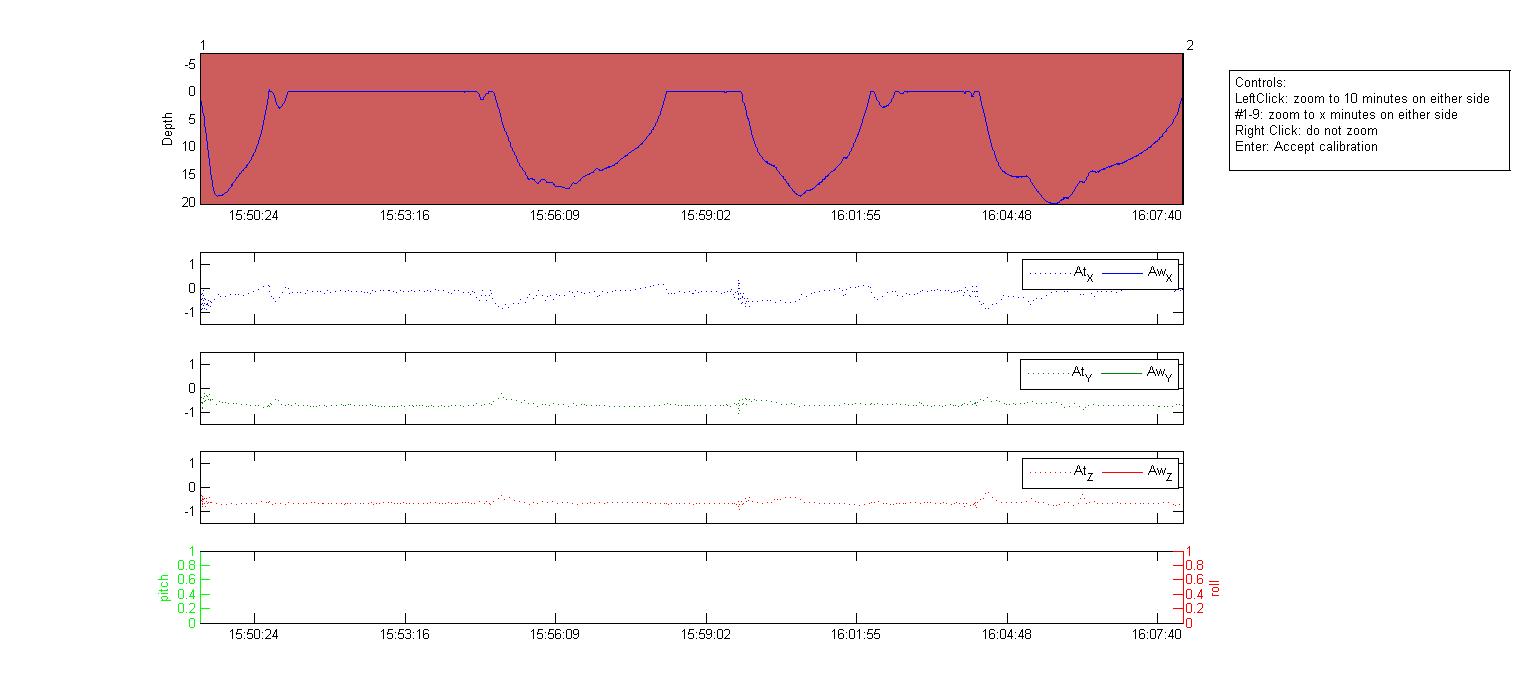 1 2
-5
0
5
10
15
20
Depth
15:50:24 15:53:16 15:56:09 15:59:02 16:01:55 16:04:48 16:07:40
Controls:
LeftClick: zoom to 10 minutes on either side
#1-9: zoom to x minutes on either side
Right Click: do not zoom
Enter: Accept calibration
1
0
-1
AtX AwX
1
0
-1
AtY AwY
1
0
-1
AtZ AwZ
1
0.8
0.6
0.4
0.2
0
pitch
1
0.8
0.6
0.4
0.2
0
roll
15:50:24 15:53:16 15:56:09 15:59:02 16:01:55 16:04:48 16:07:40